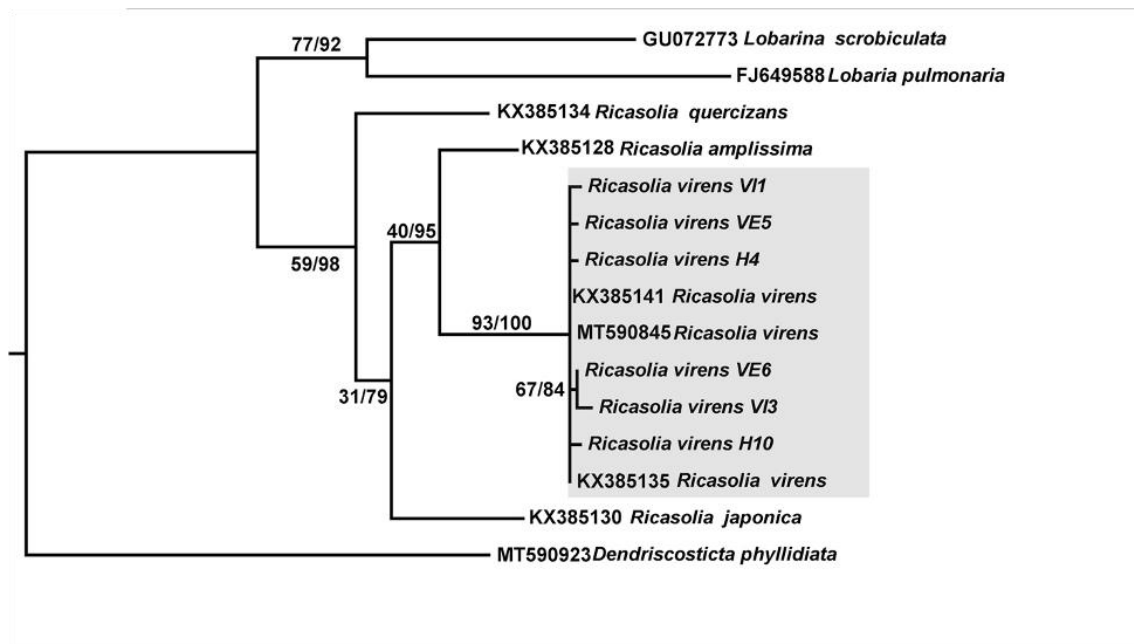 77/92
GU072773 Lobarina scrobiculata
FJ649588 Lobaria pulmonaria
KX385134 Ricasolia quercizans
KX385128 Ricasolia amplissima
Ricasolia virens VI1
Ricasolia virens VE5
40/95
Ricasolia virens H4
59/98
KX385141 Ricasolia virens
93/100
MT590845 Ricasolia virens
Ricasolia virens VE6
67/84
31/79
Ricasolia virens VI3
Ricasolia virens H10
KX385135 Ricasolia virens
KX385130 Ricasolia japonica
MT590923 Dendriscosticta phyllidiata